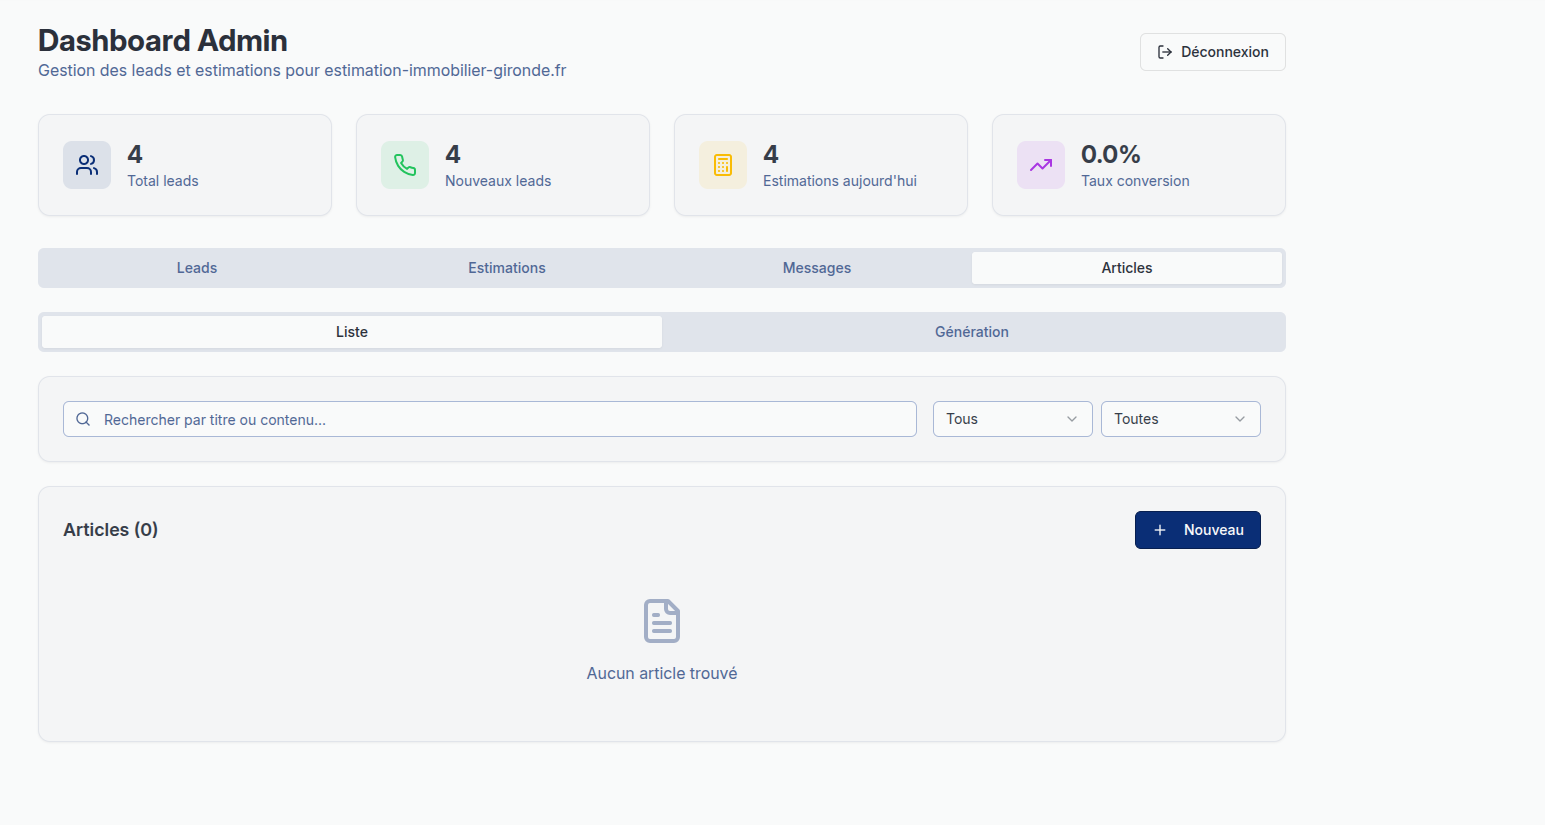 Dashboard Admin
Gestion des leads et estimations pour estimation-immobilier-gironde.fr
Déconnexion
4
Total leads
4
Nouveaux leads
4
Estimations aujourd'hui
0.0%
Taux conversion
Leads
Estimations
Messages
Articles
Liste
Génération
Rechercher par titre ou contenu...
Tous
Toutes
Articles (0)
Nouveau
Aucun article trouvé